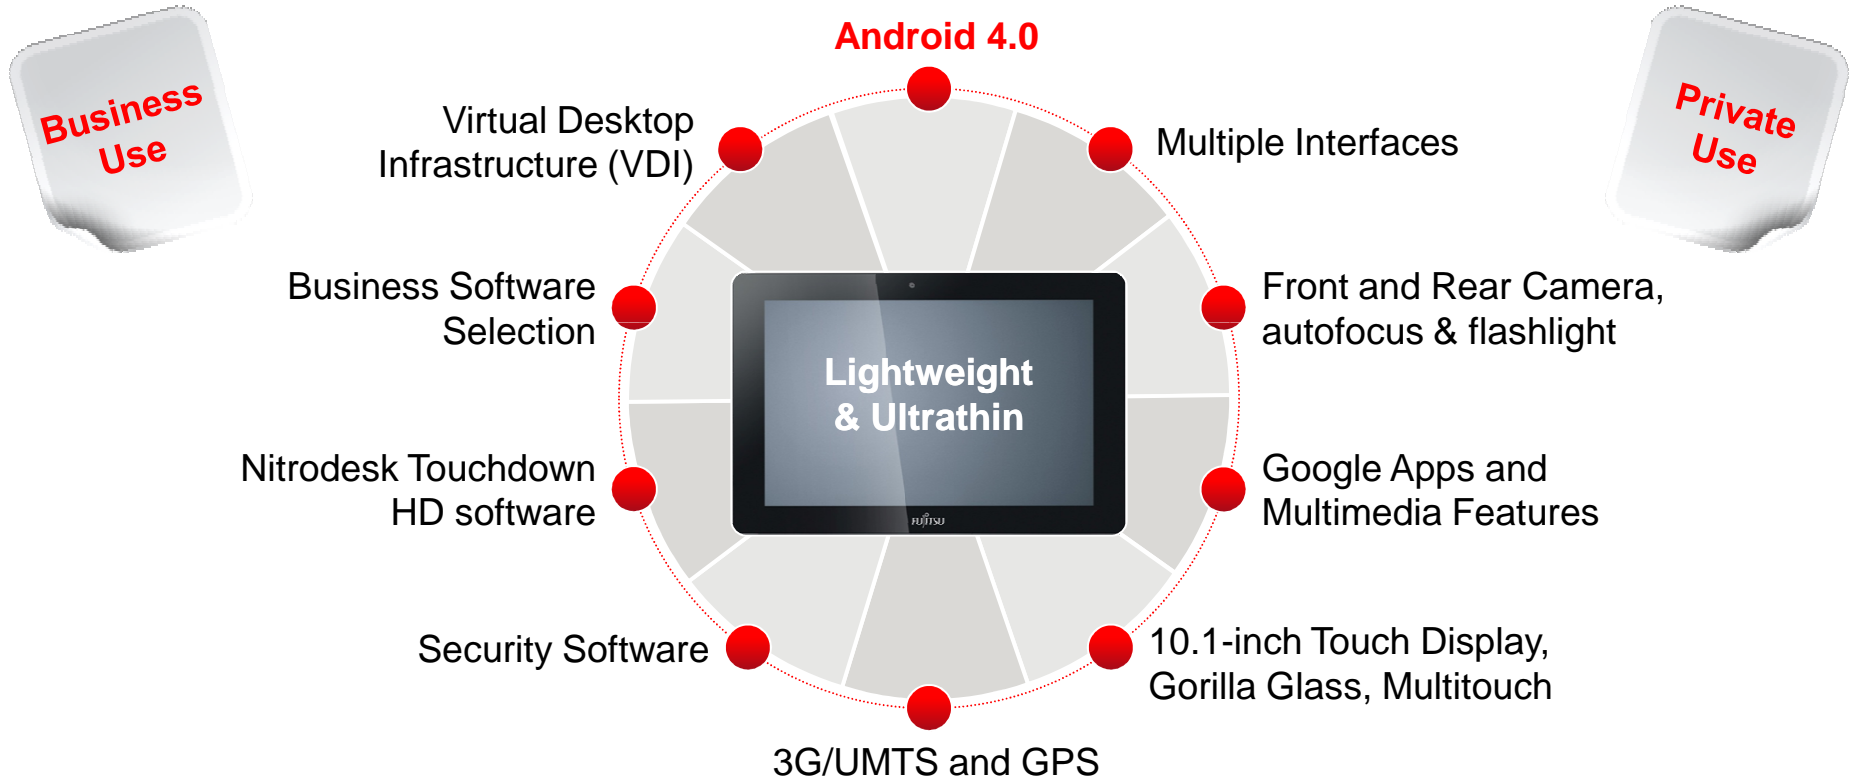 Android 4.0
Business
Use
Private
Use
Virtual Desktop
Infrastructure (VDI)
Multiple Interfaces
Business Software
Selection
Front and Rear Camera,
autofocus & flashlight
Lightweight
& Ultrathin
Nitrodesk Touchdown
HD software
Google Apps and
Multimedia Features
FUJITSU
Security Software
10.1-inch Touch Display,
Gorilla Glass, Multitouch
3G/UMTS and GPS